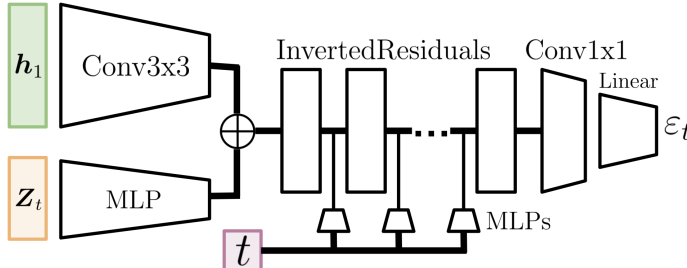 InvertedResiduals
Conv1x1
Linear
h₁
Conv3x3
εₜ
Zₜ
MLP
MLPs
t